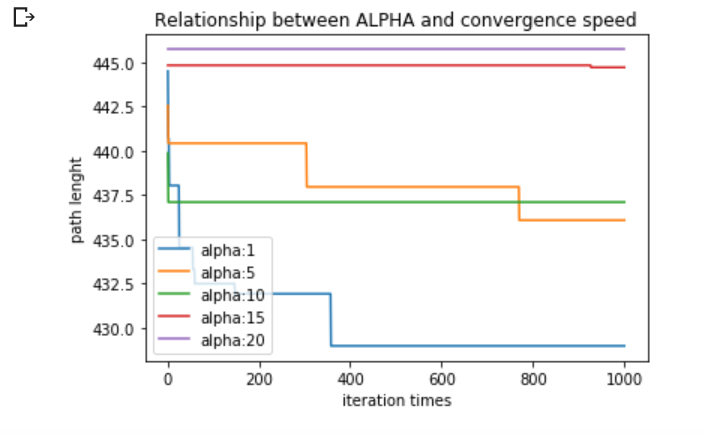 Relationship between ALPHA and convergence speed
445.0
442.5
440.0
437.5
435.0
432.5
430.0
path lenght
alpha:1
alpha:5
alpha:10
alpha:15
alpha:20
0 200 400 600 800 1000
iteration times